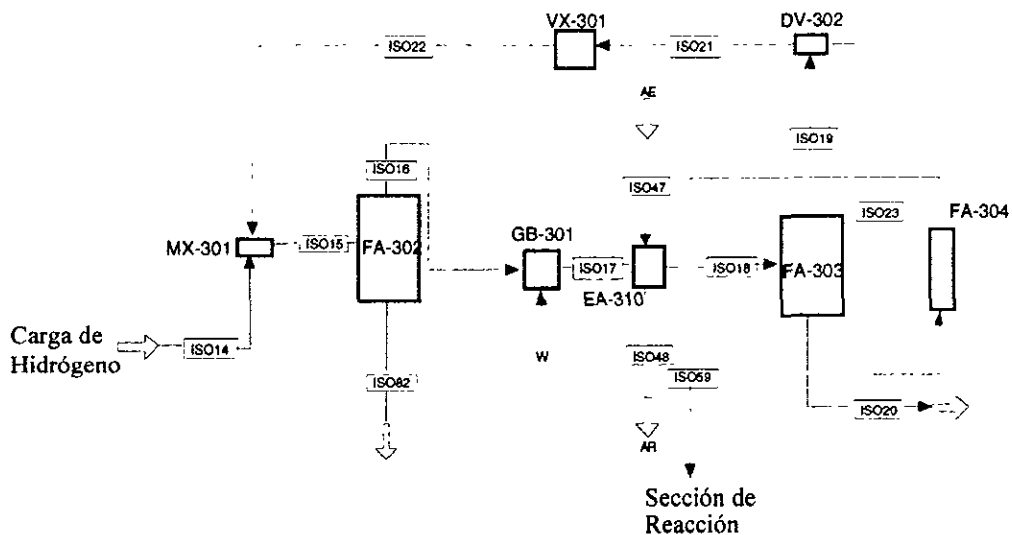 VX-301
DV-302
ISO22
ISO21
AE
ISO19
ISO16
ISO47
ISO23
FA-304
MX-301
ISO15
FA-302
GB-301
ISO17
EA-310
ISO18
FA-303
Carga de
Hidrógeno
ISO14
W
ISO48
ISO59
ISO82
ISO20
AR
Sección de
Reacción